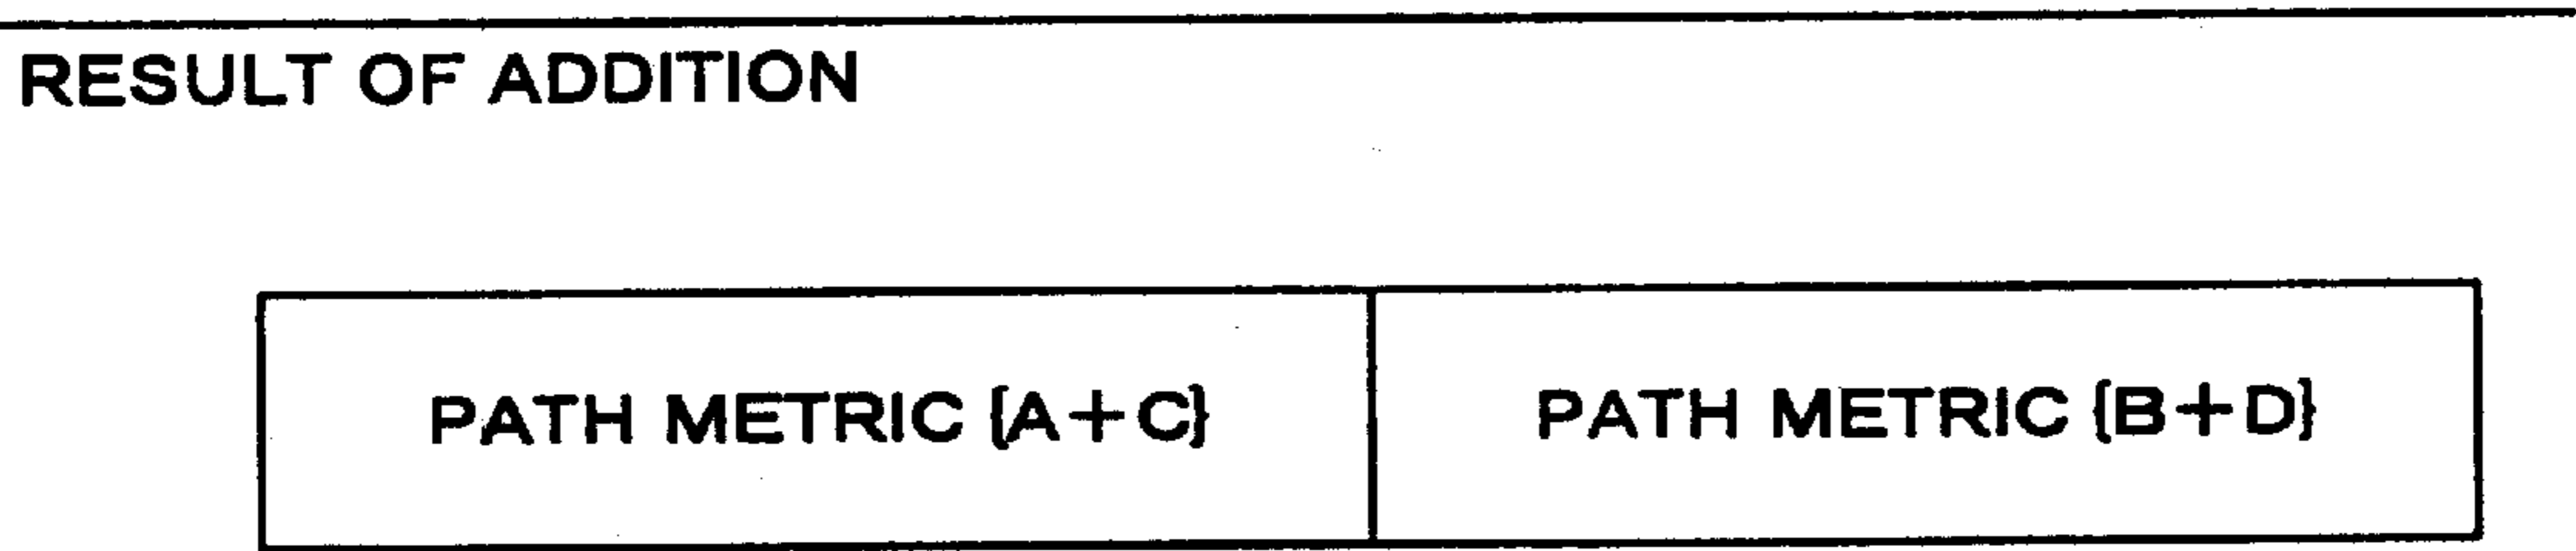 RESULT OF ADDITION
PATH METRIC {A+C} PATH METRIC {B+D}